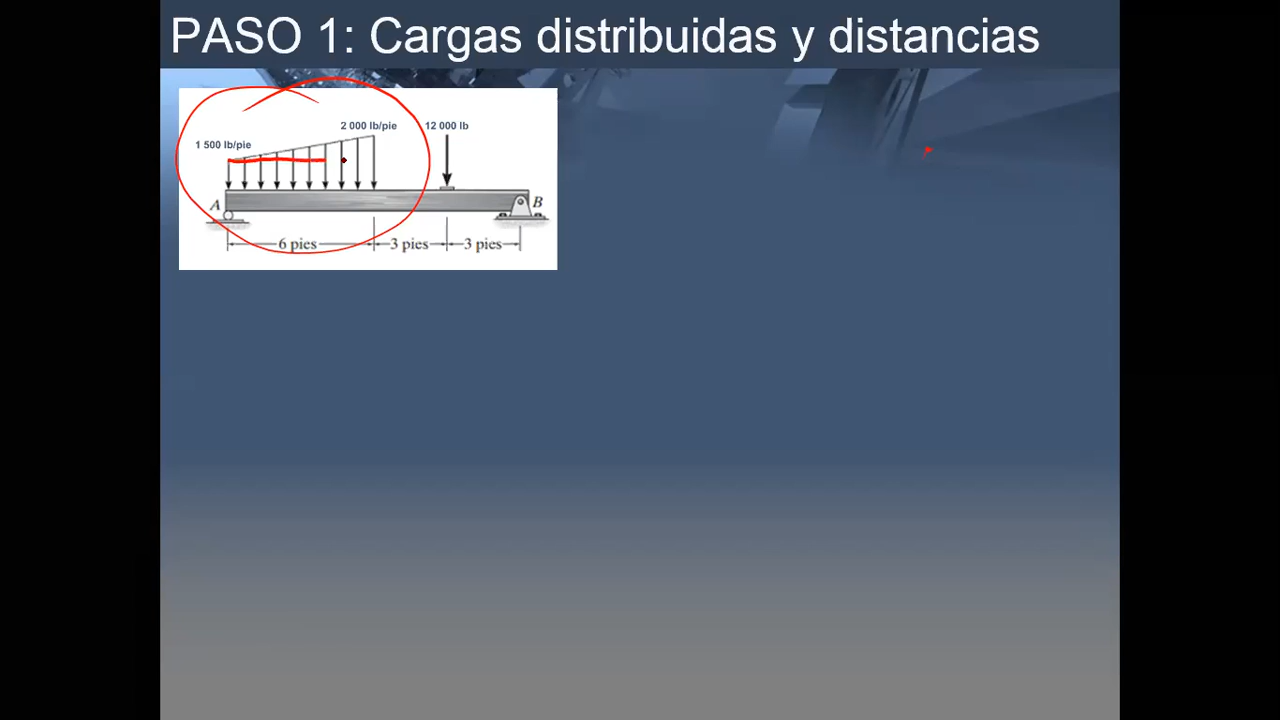 PASO 1: Cargas distribuidas y distancias
2 000 lb/pie 12 000 lb
1 500 lb/pie
A B
6 pies 3 pies 3 pies